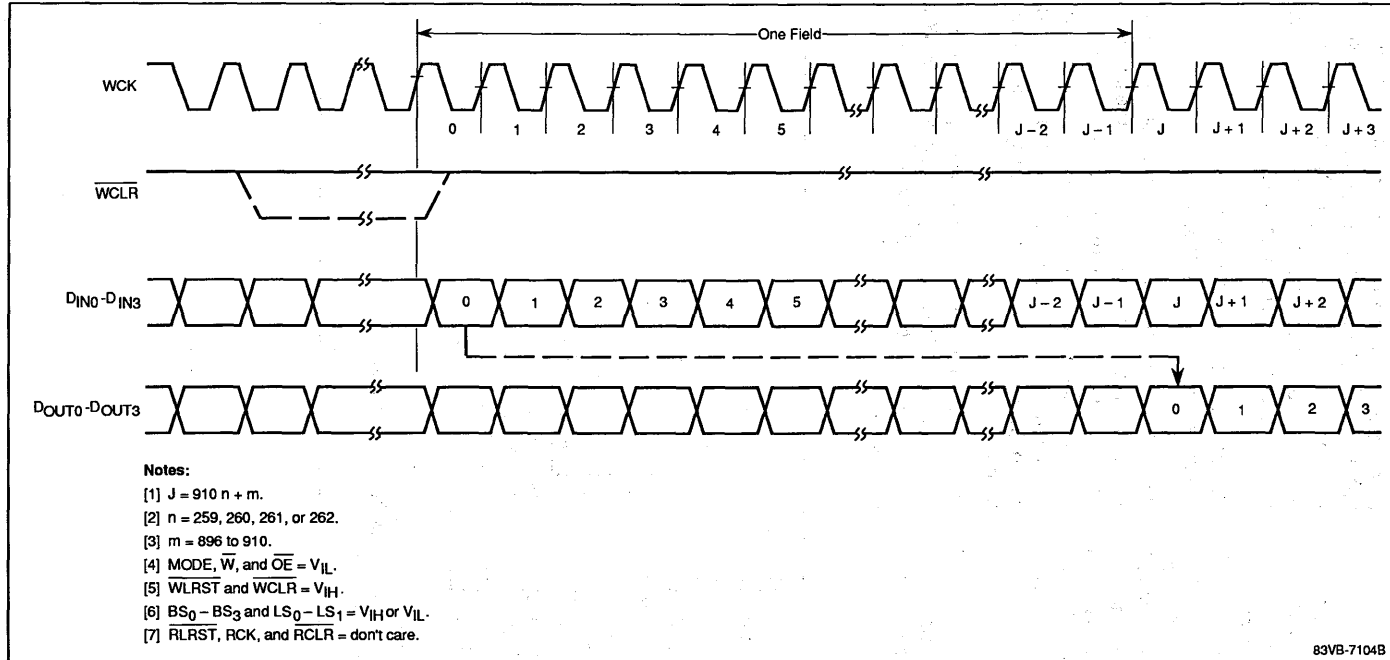 One Field
WCK
0 1 2 3 4 5 J-2 J-1 J J+1 J+2 J+3
WCLR
DIN0-DIN3
0 1 2 3 4 5 J-2 J-1 J J+1 J+2
DOUT0-DOUT3
0 1 2 3
Notes:
[1] J = 910 n + m.
[2] n = 259, 260, 261, or 262.
[3] m = 896 to 910.
[4] MODE, W, and OE = VIL.
[5] WLRST and WCLR = VIH.
[6] BS0 – BS3 and LS0 – LS1 = VIH or VIL.
[7] RLRST, RCK, and RCLR = don't care.
83VB-7104B